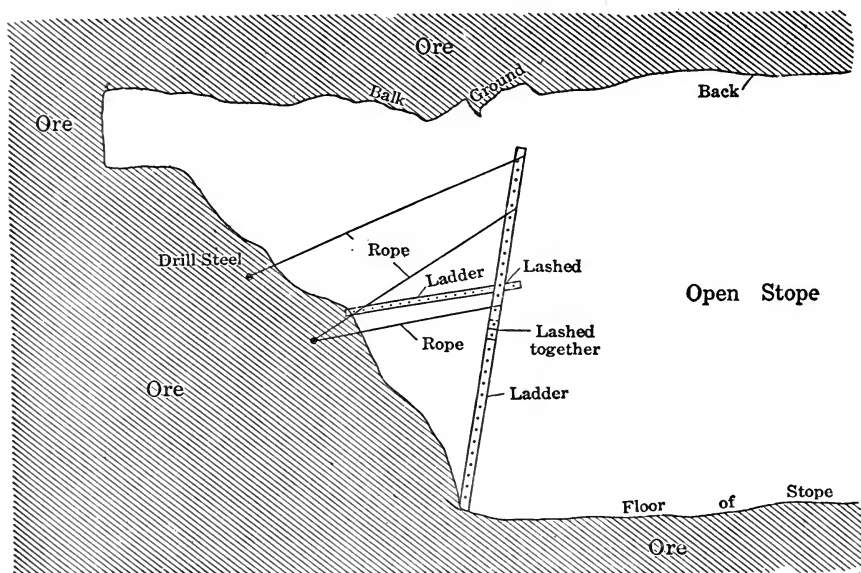 Ore
Balk Ground
Back
Ore
Rope
Drill Steel
Ladder
Lashed
Open Stope
Rope
Lashed
together
Ladder
Ore
Floor of Stope
Ore